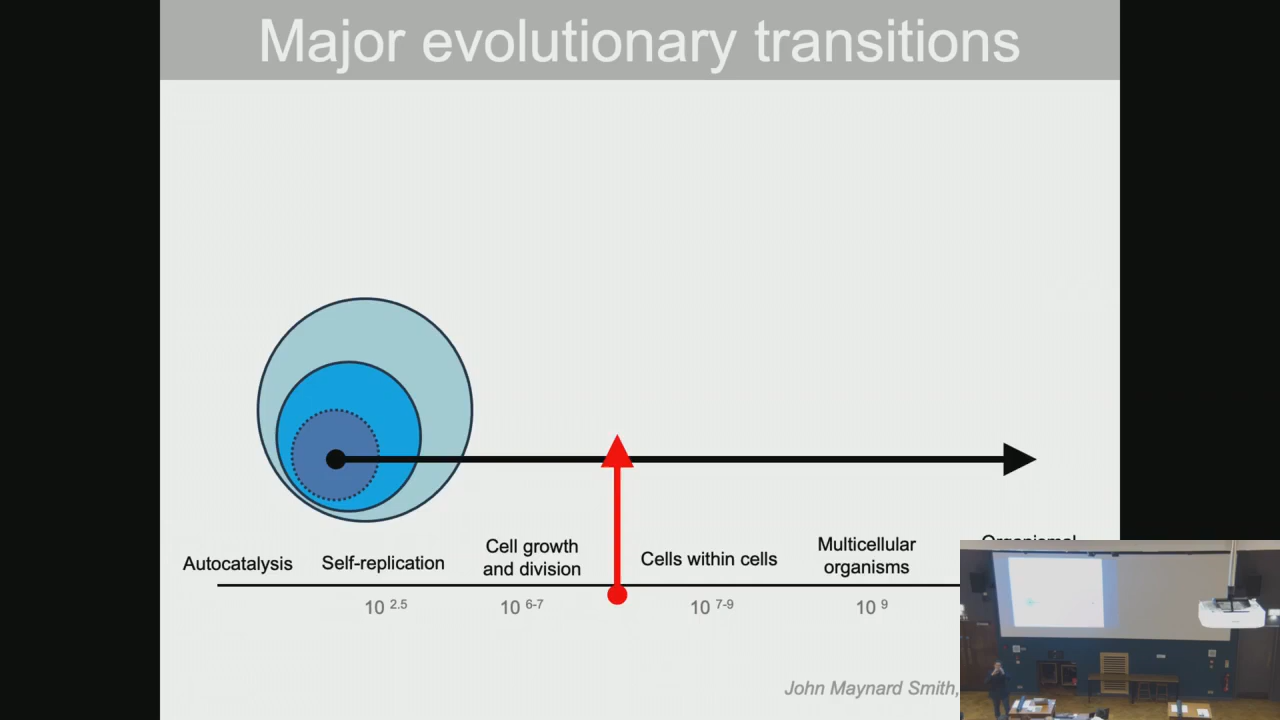 Major evolutionary transitions
Autocatalysis
Self-replication
Cell growth
and division
Cells within cells
Multicellular
organisms
Organismal
10 2.5
10 6-7
10 7-9
10 9
John Maynard Smith,